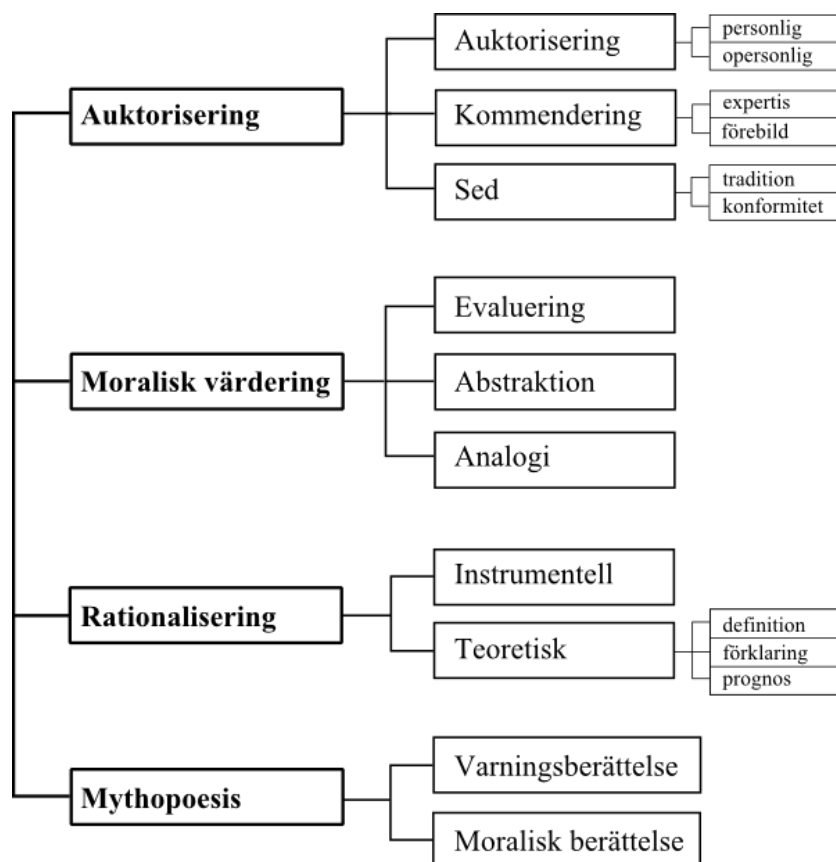 Auktorisering
Auktorisering
personlig
opersonlig
Kommendering
expertis
förebild
Sed
tradition
konformitet
Moralisk värdering
Evaluering
Abstraktion
Analogi
Rationalisering
Instrumentell
Teoretisk
definition
förklaring
prognos
Mythopoesis
Varningsberättelse
Moralisk berättelse